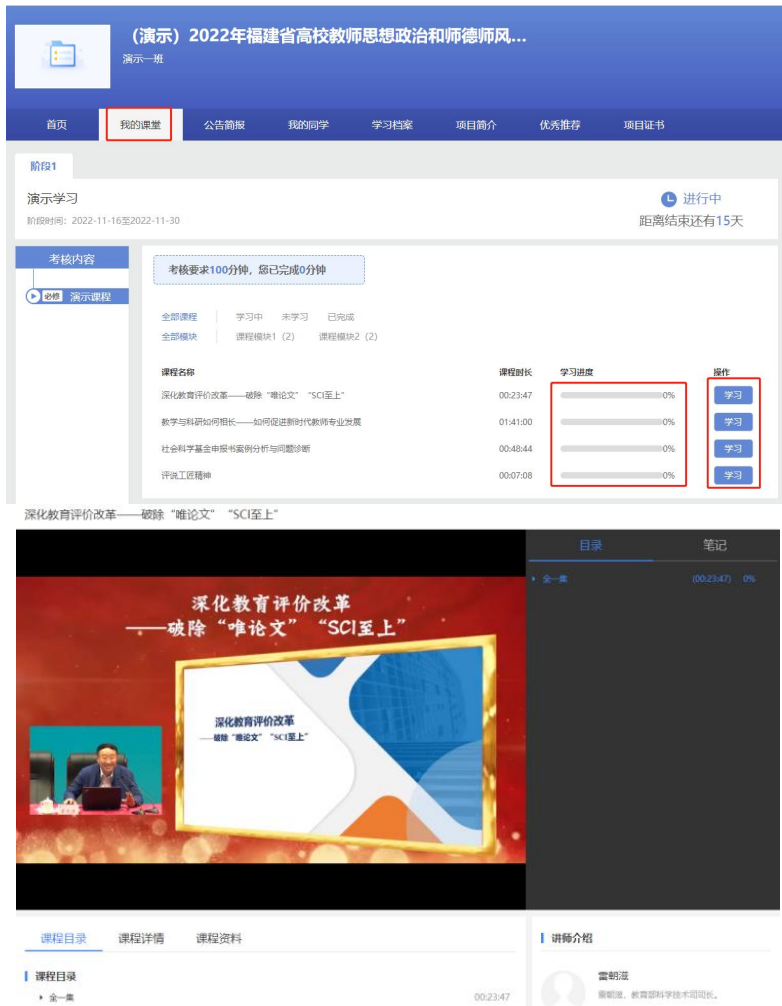 （演示）2022年福建省高校教师思想政治和师德师风...
演示一班
首页 我的课堂 公告简报 我的同学 学习档案 项目简介 优秀推荐 项目证书
阶段1
演示学习
进行中
阶段时间：2022-11-16至2022-11-30
距离结束还有15天
考核内容
考核要求100分钟，您已完成0分钟
必修 演示课程
全部课程 学习中 未学习 已完成
全部模块 课程模块1（2） 课程模块2（2）
课程名称 课程时长 学习进度 操作
深化教育评价改革——破除“唯论文”“SCI至上” 00:23:47 0% 学习
教学与科研如何相长——如何促进新时代教师专业发展 01:41:00 0% 学习
社会科学基金申报书案例分析与问题诊断 00:48:44 0% 学习
评说工匠精神 00:07:08 0% 学习
深化教育评价改革——破除“唯论文”“SCI至上”
目录 笔记
全一集 (00:23:47) 0%
深化教育评价改革
——破除“唯论文”“SCI至上”
深化教育评价改革
——破除“唯论文”“SCI至上”
课程目录 课程详情 课程资料
讲师介绍
课程目录
雷朝滋
全一集 00:23:47
雷朝滋，教育部科学技术司司长。